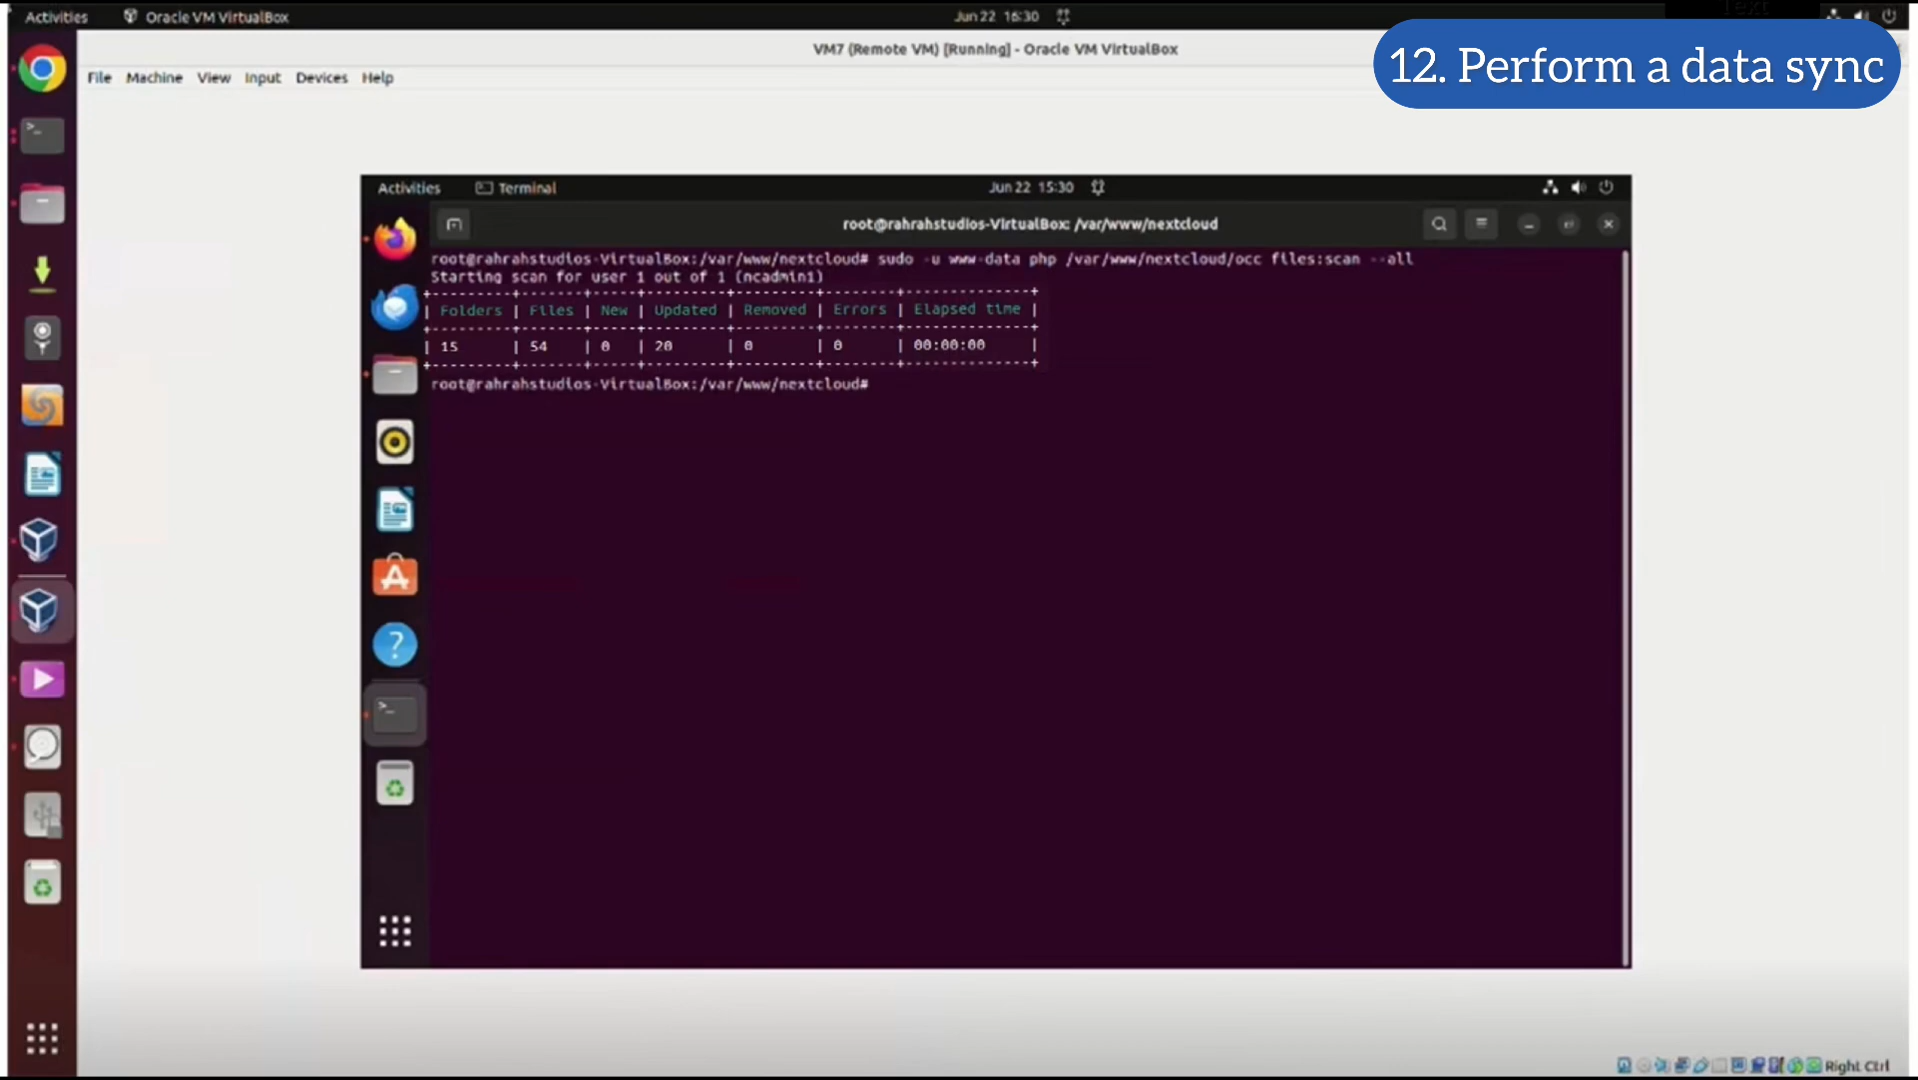 Activities Oracle VM VirtualBox Jun 22 16:30
VM7 (Remote VM) [Running] - Oracle VM VirtualBox
12. Perform a data sync
File Machine View Input Devices Help
Activities Terminal Jun 22 15:30
root@rahrahstudios-VirtualBox: /var/www/nextcloud
root@rahrahstudios-VirtualBox:/var/www/nextcloud# sudo -u www-data php /var/www/nextcloud/occ files:scan --all
Starting scan for user 1 out of 1 (ncadmin1)
+---------+-------+-----+---------+---------+--------+--------------+
| Folders | Files | New | Updated | Removed | Errors | Elapsed time |
+---------+-------+-----+---------+---------+--------+--------------+
| 15 | 54 | 0 | 20 | 0 | 0 | 00:00:00 |
+---------+-------+-----+---------+---------+--------+--------------+
root@rahrahstudios-VirtualBox:/var/www/nextcloud#
Right Ctrl